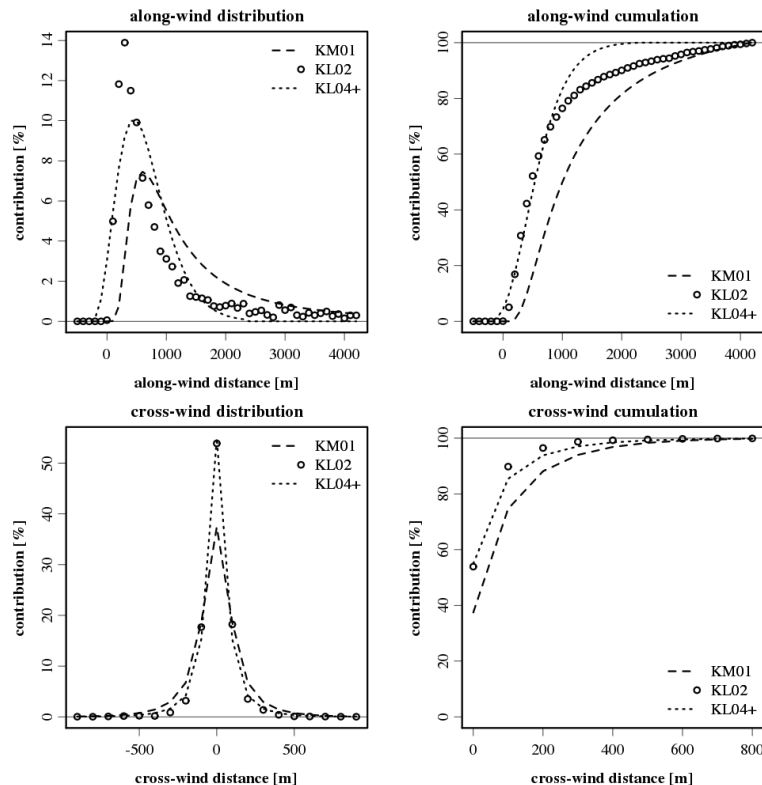 along-wind distribution
contribution [%]
14
12
10
8
6
4
2
0
KM01
KL02
KL04+
0 1000 2000 3000 4000
along-wind distance [m]
along-wind cumulation
contribution [%]
100
80
60
40
20
0
KM01
KL02
KL04+
0 1000 2000 3000 4000
along-wind distance [m]
cross-wind distribution
contribution [%]
50
40
30
20
10
0
KM01
KL02
KL04+
-500 0 500
cross-wind distance [m]
cross-wind cumulation
contribution [%]
100
80
60
40
20
0
KM01
KL02
KL04+
0 200 400 600 800
cross-wind distance [m]